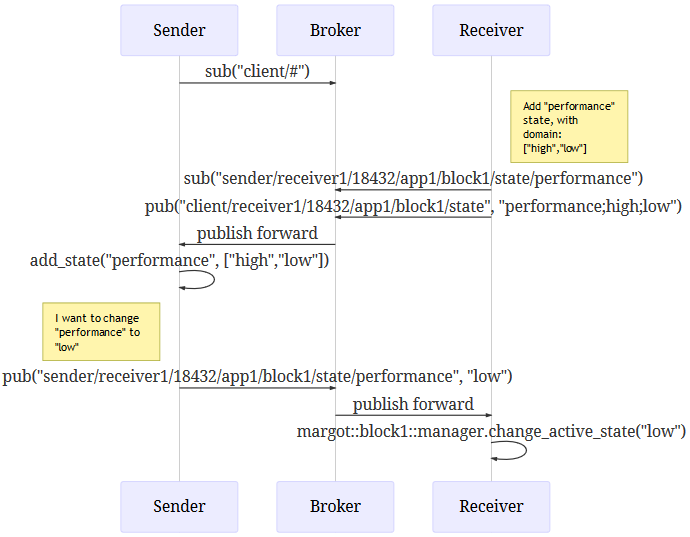 Sender
Broker
Receiver
sub("client/#")
Add "performance"
state, with
domain:
["high","low"]
sub("sender/receiver1/18432/app1/block1/state/performance")
pub("client/receiver1/18432/app1/block1/state", "performance;high;low")
publish forward
add_state("performance", ["high","low"])
I want to change
"performance" to
"low"
pub("sender/receiver1/18432/app1/block1/state/performance", "low")
publish forward
margot::block1::manager.change_active_state("low")
Sender
Broker
Receiver